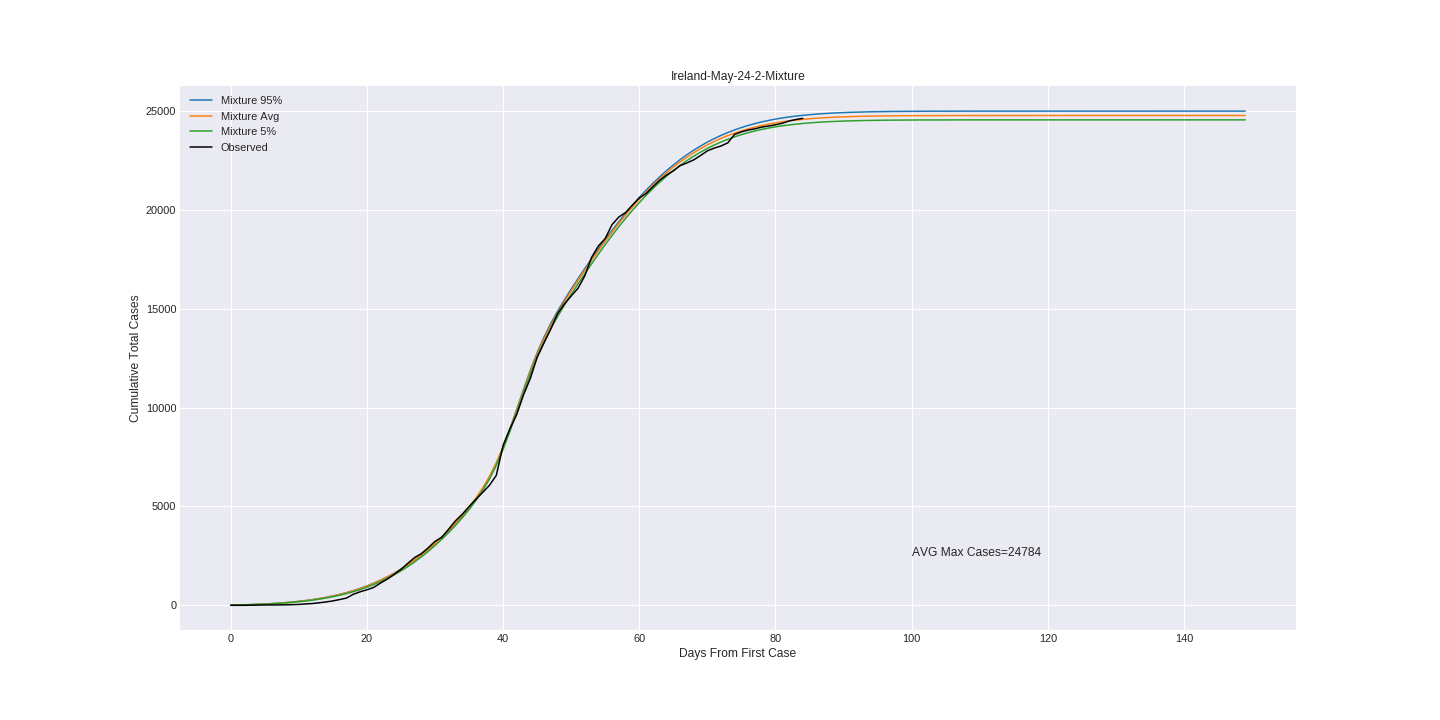 Ireland-May-24-2-Mixture
Mixture 95%
Mixture Avg
Mixture 5%
Observed
25000
20000
15000
10000
5000
0
Cumulative Total Cases
AVG Max Cases=24784
0 20 40 60 80 100 120 140
Days From First Case